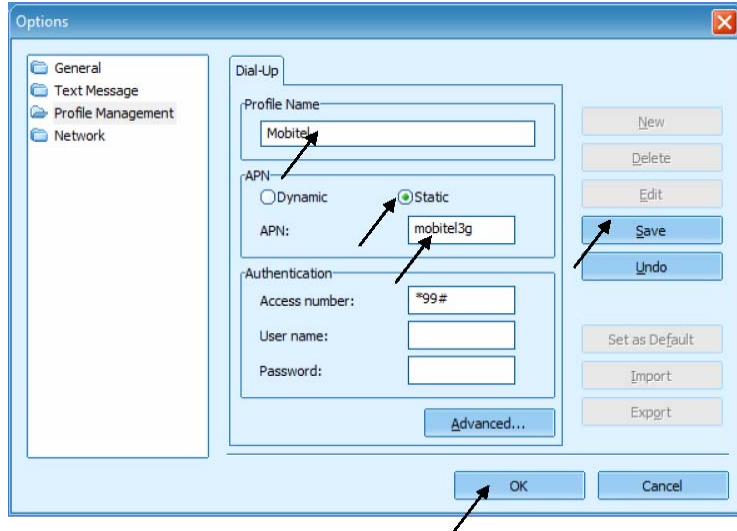 Options
General
Text Message
Profile Management
Network
Dial-Up
Profile Name
Mobitel
APN
Dynamic
Static
APN:
mobitel3g
Authentication
Access number:
*99#
User name:
Password:
Advanced...
New
Delete
Edit
Save
Undo
Set as Default
Import
Export
OK
Cancel